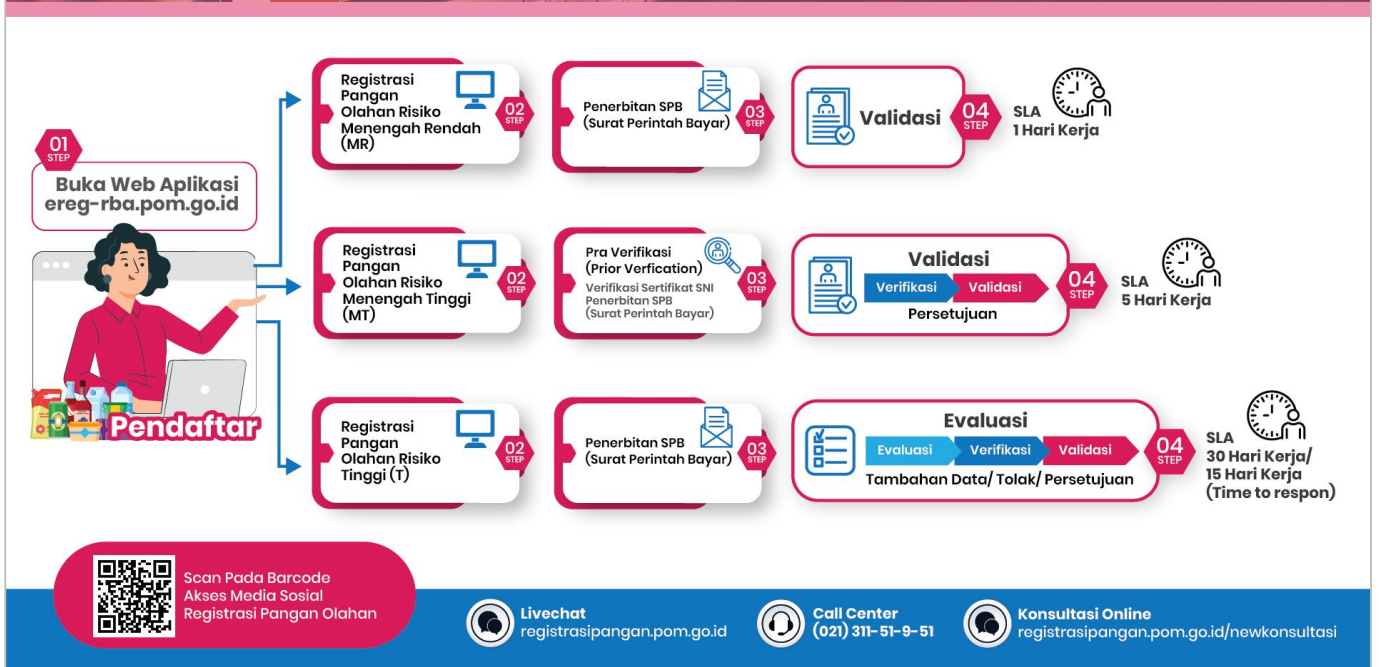 01
STEP
Buka Web Aplikasi
ereg-rba.pom.go.id
Pendaftar
Registrasi
Pangan
Olahan Risiko
Menengah Rendah
(MR)
02
STEP
Penerbitan SPB
(Surat Perintah Bayar)
03
STEP
Validasi
04
STEP
SLA
1 Hari Kerja
Registrasi
Pangan
Olahan Risiko
Menengah Tinggi
(MT)
02
STEP
Pra Verifikasi
(Prior Verfication)
Verifikasi Sertifikat SNI
Penerbitan SPB
(Surat Perintah Bayar)
03
STEP
Validasi
Verifikasi
Validasi
Persetujuan
04
STEP
SLA
5 Hari Kerja
Registrasi
Pangan
Olahan Risiko
Tinggi (T)
02
STEP
Penerbitan SPB
(Surat Perintah Bayar)
03
STEP
Evaluasi
Evaluasi
Verifikasi
Validasi
Tambahan Data/ Tolak/ Persetujuan
04
STEP
SLA
30 Hari Kerja/
15 Hari Kerja
(Time to respon)
Scan Pada Barcode
Akses Media Sosial
Registrasi Pangan Olahan
Livechat
registrasipangan.pom.go.id
Call Center
(021) 311-51-9-51
Konsultasi Online
registrasipangan.pom.go.id/newkonsultasi